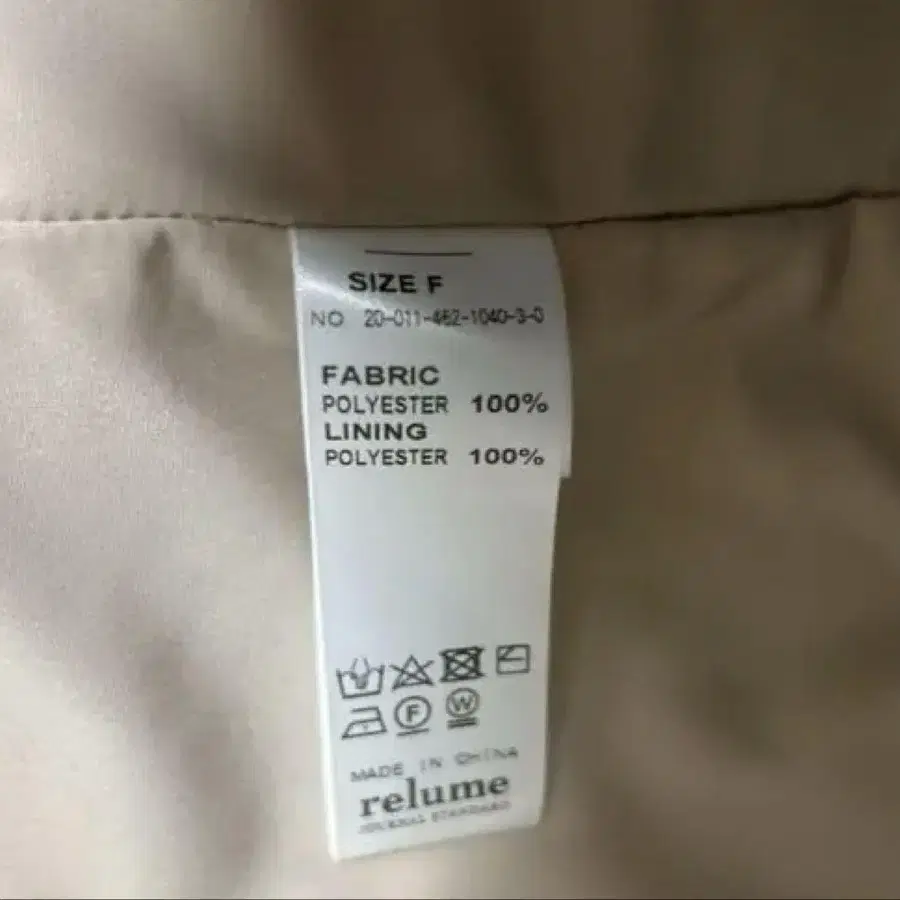 SIZE F
NO 20-011-462-1040-3-0
FABRIC
POLYESTER 100%
LINING
POLYESTER 100%
F W
MADE IN CHINA
relume
JOURNAL STANDARD